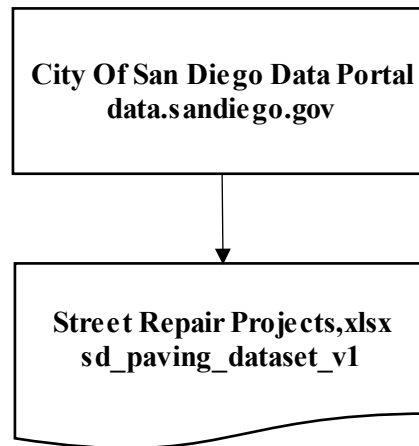 City Of San Diego Data Portal
data.sandiego.gov
Street Repair Projects,xlsx
sd_paving_dataset_v1